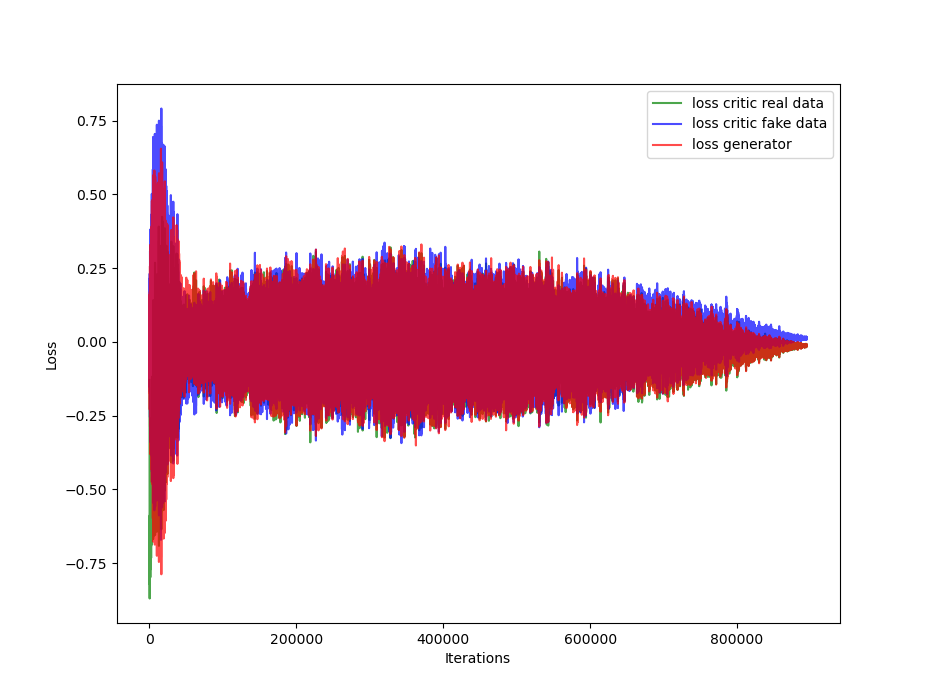 loss critic real data
loss critic fake data
loss generator
0.75
0.50
0.25
0.00
−0.25
−0.50
−0.75
Loss
0 200000 400000 600000 800000
Iterations